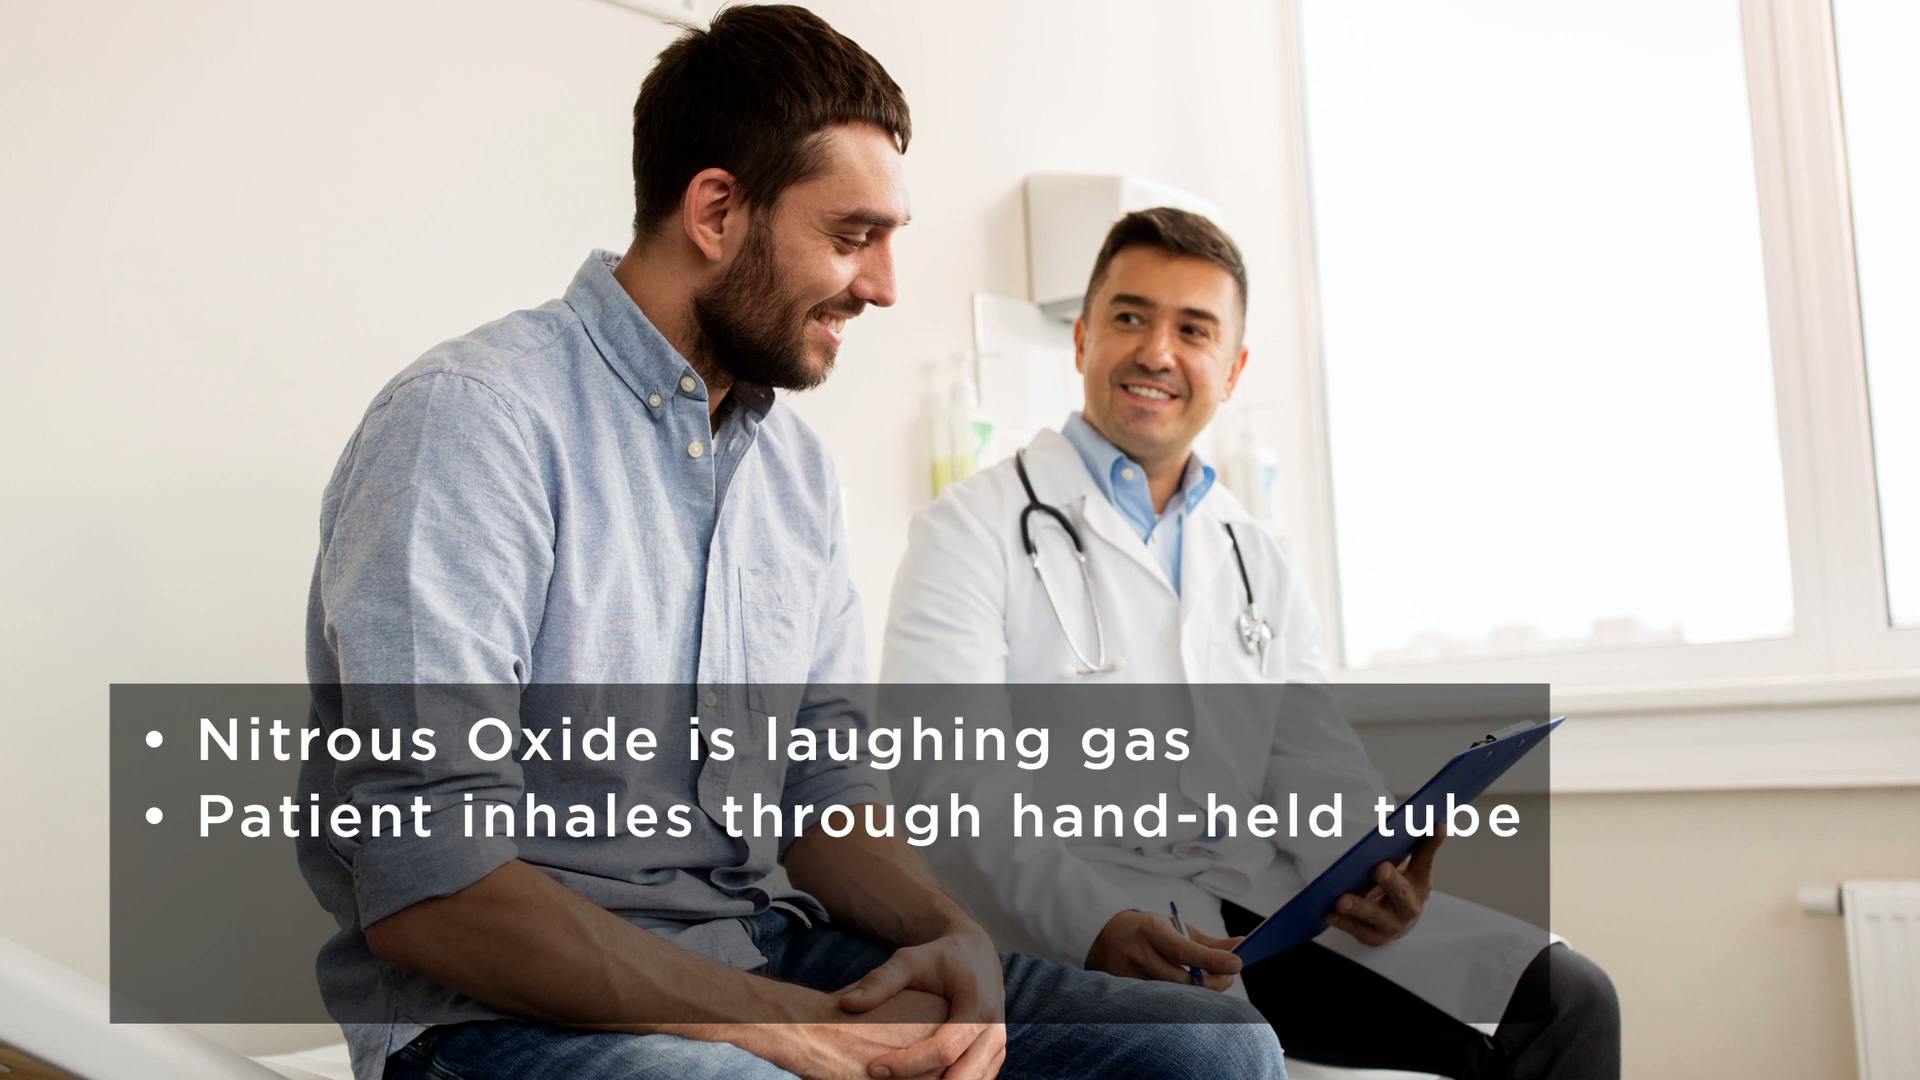 • Nitrous Oxide is laughing gas
• Patient inhales through hand-held tube